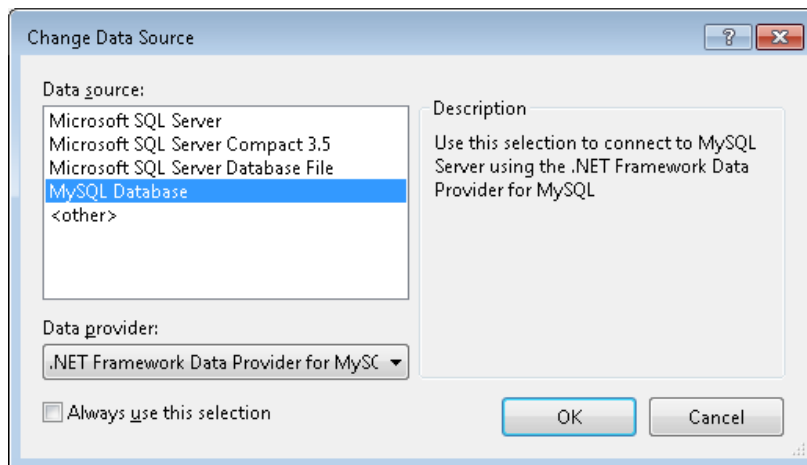 Change Data Source
Data source:
Microsoft SQL Server
Microsoft SQL Server Compact 3.5
Microsoft SQL Server Database File
MySQL Database
<other>
Description
Use this selection to connect to MySQL
Server using the .NET Framework Data
Provider for MySQL
Data provider:
.NET Framework Data Provider for MySC
Always use this selection
OK
Cancel